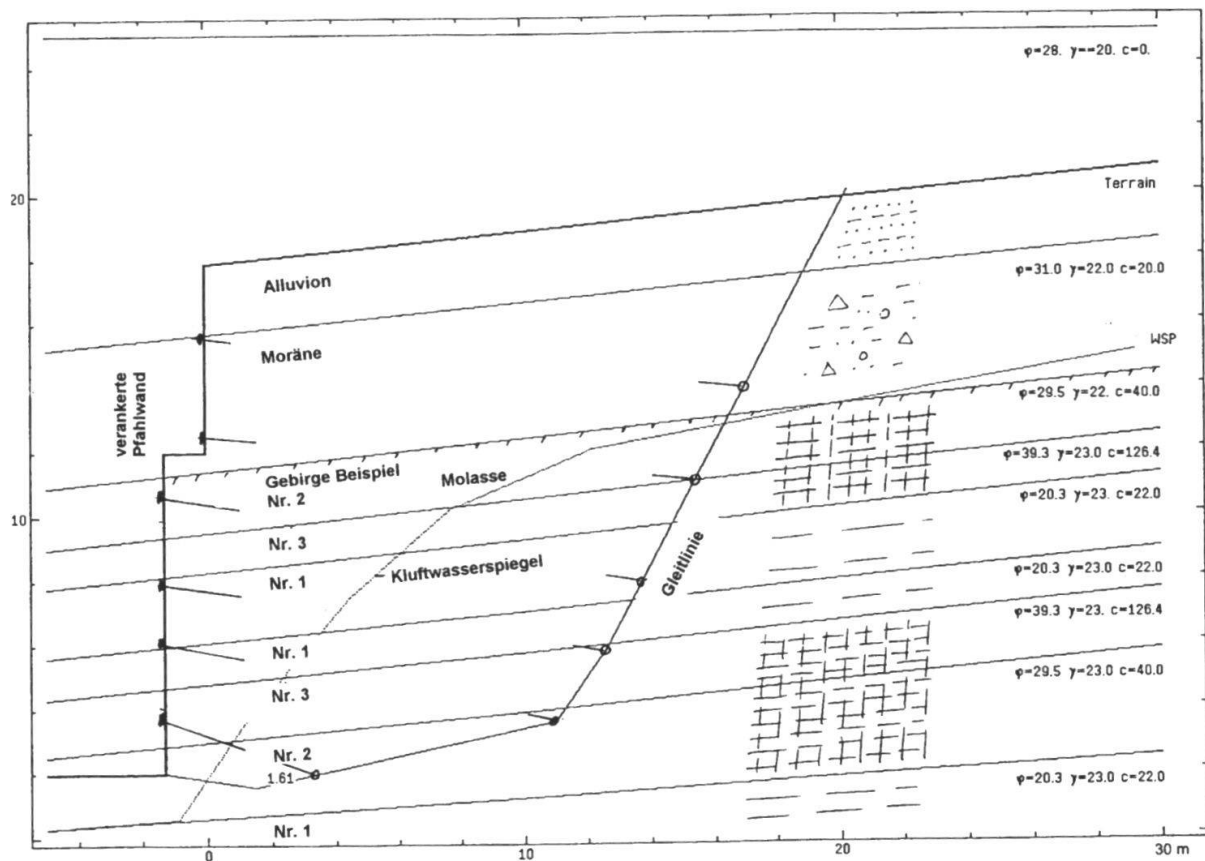 φ=28. γ==20. c=0.
20
Terrain
Alluvion
φ=31.0 γ=22.0 c=20.0
Moräne
WSP
verankerte
Pfahlwand
φ=29.5 γ=22. c=40.0
Gebirge Beispiel
Molasse
φ=39.3 γ=23.0 c=126.4
Nr. 2
φ=20.3 γ=23. c=22.0
10
Nr. 3
Kluftwasserspiegel
Gleitlinie
Nr. 1
φ=20.3 γ=23.0 c=22.0
φ=39.3 γ=23. c=126.4
Nr. 1
Nr. 3
φ=29.5 γ=23.0 c=40.0
Nr. 2
1.61
φ=20.3 γ=23.0 c=22.0
Nr. 1
0
0 10 20 30 m